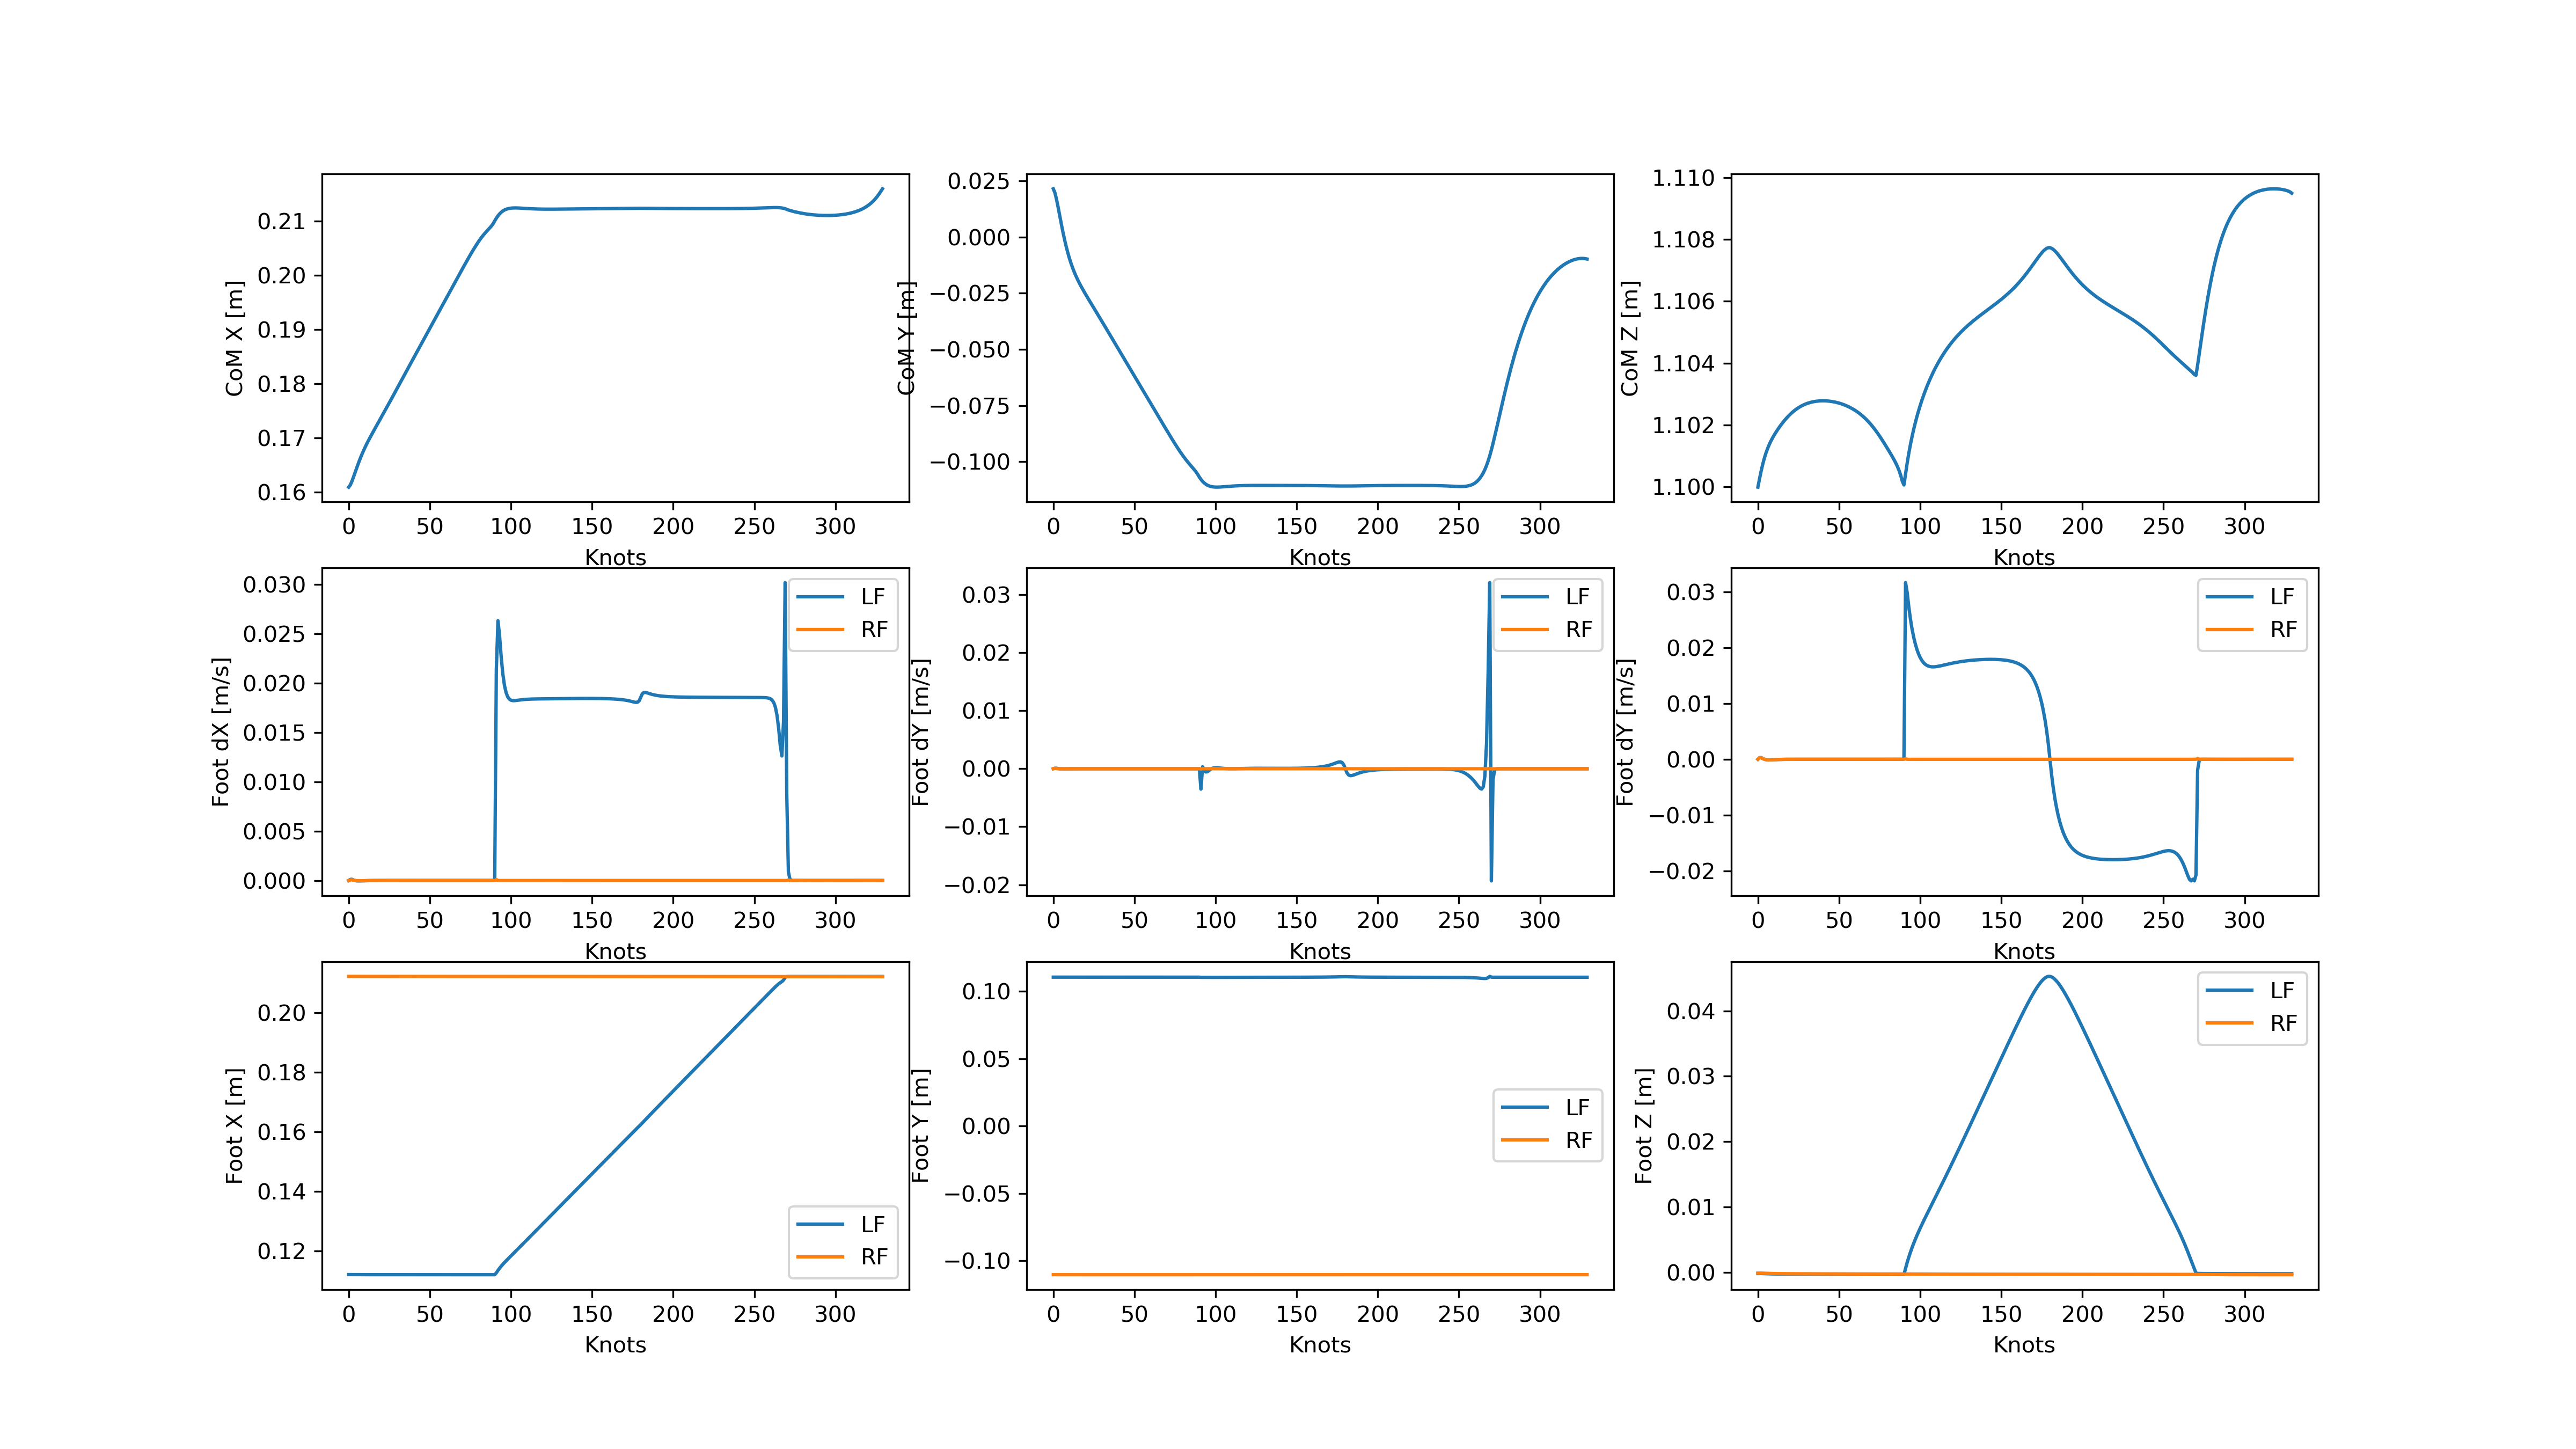 CoM X [m]
0.21
0.20
0.19
0.18
0.17
0.16
0 50 100 150 200 250 300
Knots
CoM Y [m]
0.025
0.000
−0.025
−0.050
−0.075
−0.100
0 50 100 150 200 250 300
Knots
CoM Z [m]
1.110
1.108
1.106
1.104
1.102
1.100
0 50 100 150 200 250 300
Knots
Foot dX [m/s]
0.030
0.025
0.020
0.015
0.010
0.005
0.000
LF
RF
0 50 100 150 200 250 300
Knots
Foot dY [m/s]
0.03
0.02
0.01
0.00
−0.01
−0.02
LF
RF
0 50 100 150 200 250 300
Knots
Foot dY [m/s]
0.03
0.02
0.01
0.00
−0.01
−0.02
LF
RF
0 50 100 150 200 250 300
Knots
Foot X [m]
0.20
0.18
0.16
0.14
0.12
LF
RF
0 50 100 150 200 250 300
Knots
Foot Y [m]
0.10
0.05
0.00
−0.05
−0.10
LF
RF
0 50 100 150 200 250 300
Knots
Foot Z [m]
0.04
0.03
0.02
0.01
0.00
LF
RF
0 50 100 150 200 250 300
Knots